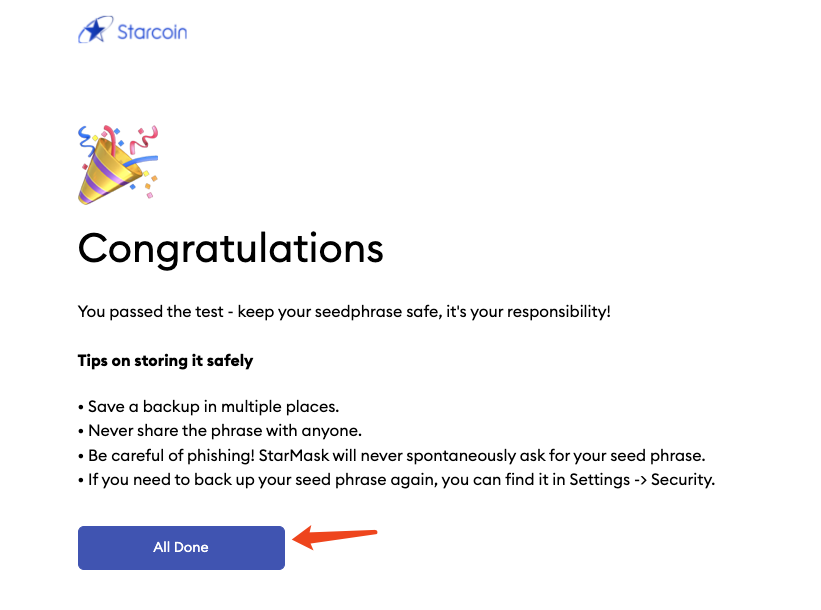 Starcoin
Congratulations
You passed the test - keep your seedphrase safe, it's your responsibility!
Tips on storing it safely
• Save a backup in multiple places.
• Never share the phrase with anyone.
• Be careful of phishing! StarMask will never spontaneously ask for your seed phrase.
• If you need to back up your seed phrase again, you can find it in Settings -> Security.
All Done